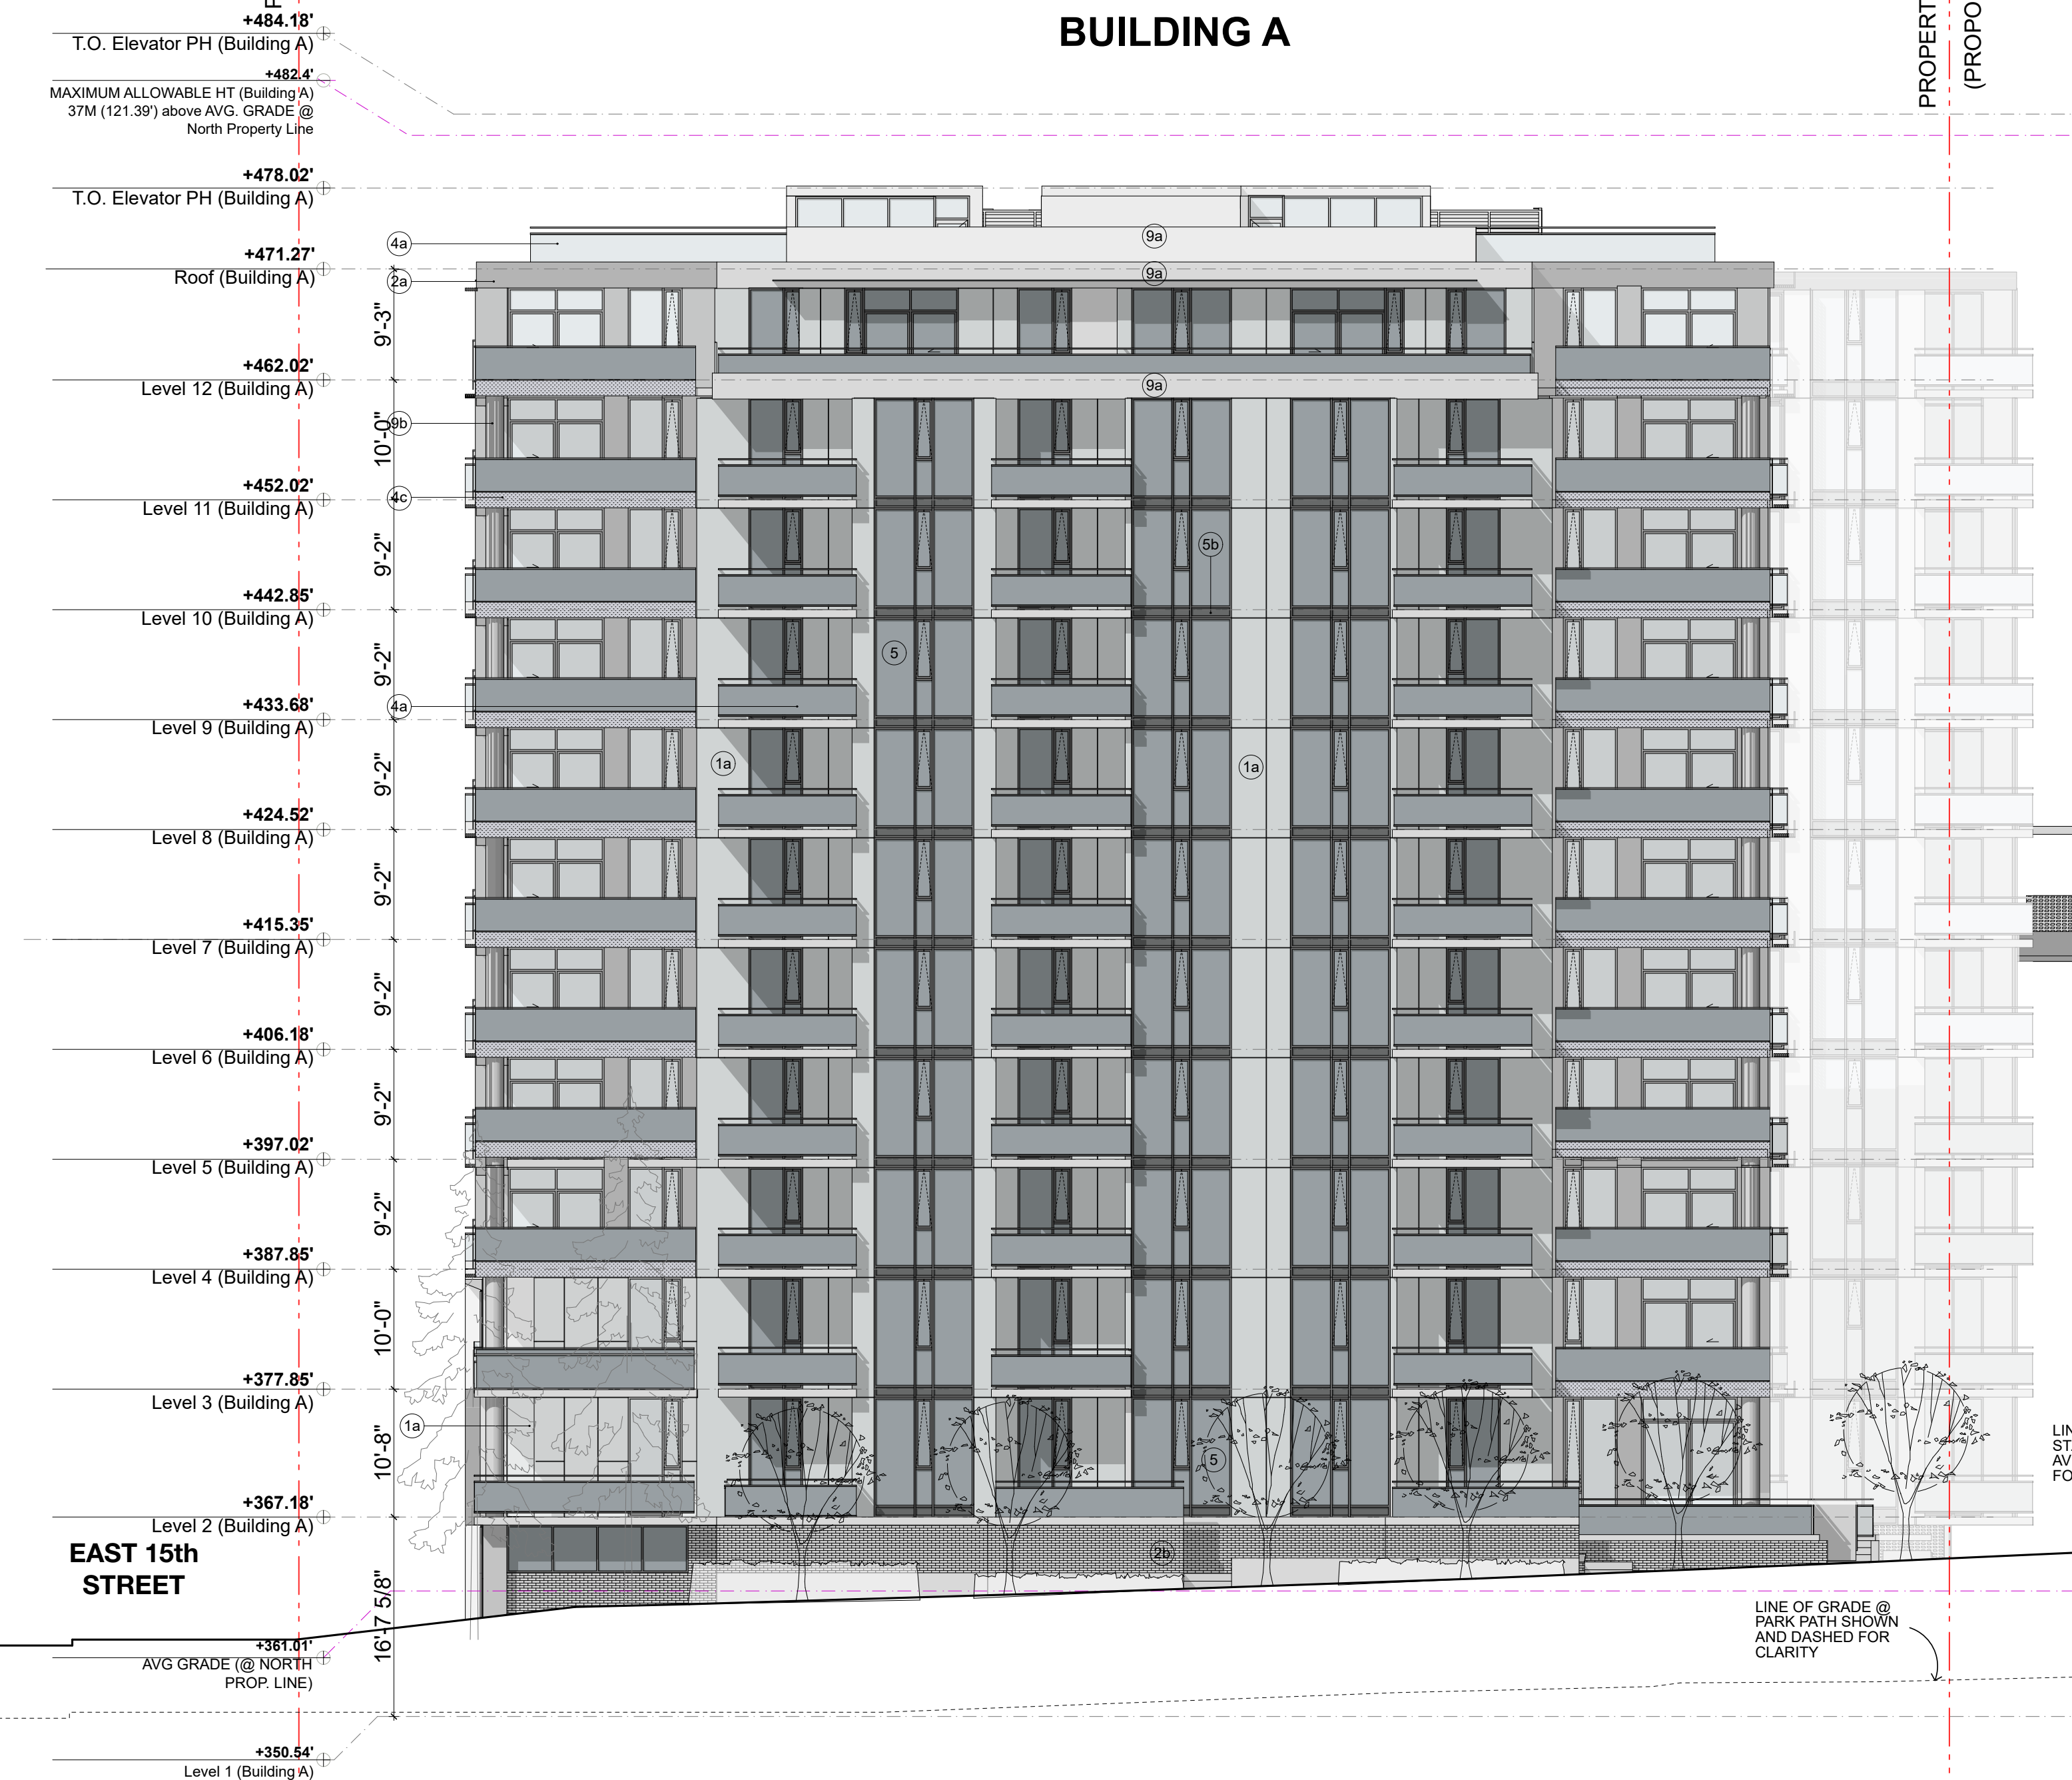 BUILDING A
+484.18'
T.O. Elevator PH (Building A)
+482.4'
MAXIMUM ALLOWABLE HT (Building A)
37M (121.39') above AVG. GRADE @
North Property Line
+478.02'
T.O. Elevator PH (Building A)
+471.27'
Roof (Building A)
9'-3"
+462.02'
Level 12 (Building A)
10'-0"
+452.02'
Level 11 (Building A)
9'-2"
+442.85'
Level 10 (Building A)
9'-2"
+433.68'
Level 9 (Building A)
9'-2"
+424.52'
Level 8 (Building A)
9'-2"
+415.35'
Level 7 (Building A)
9'-2"
+406.18'
Level 6 (Building A)
9'-2"
+397.02'
Level 5 (Building A)
9'-2"
+387.85'
Level 4 (Building A)
10'-0"
+377.85'
Level 3 (Building A)
10'-8"
+367.18'
Level 2 (Building A)
EAST 15th
STREET
16'-7 5/8"
+361.01'
AVG GRADE (@ NORTH
PROP. LINE)
+350.54'
Level 1 (Building A)
4a
9a
2a
9a
9a
9b
4c
5b
5
4a
1a
1a
1a
5
2b
PROPERT
(PROPO
LINE OF GRADE @
PARK PATH SHOWN
AND DASHED FOR
CLARITY